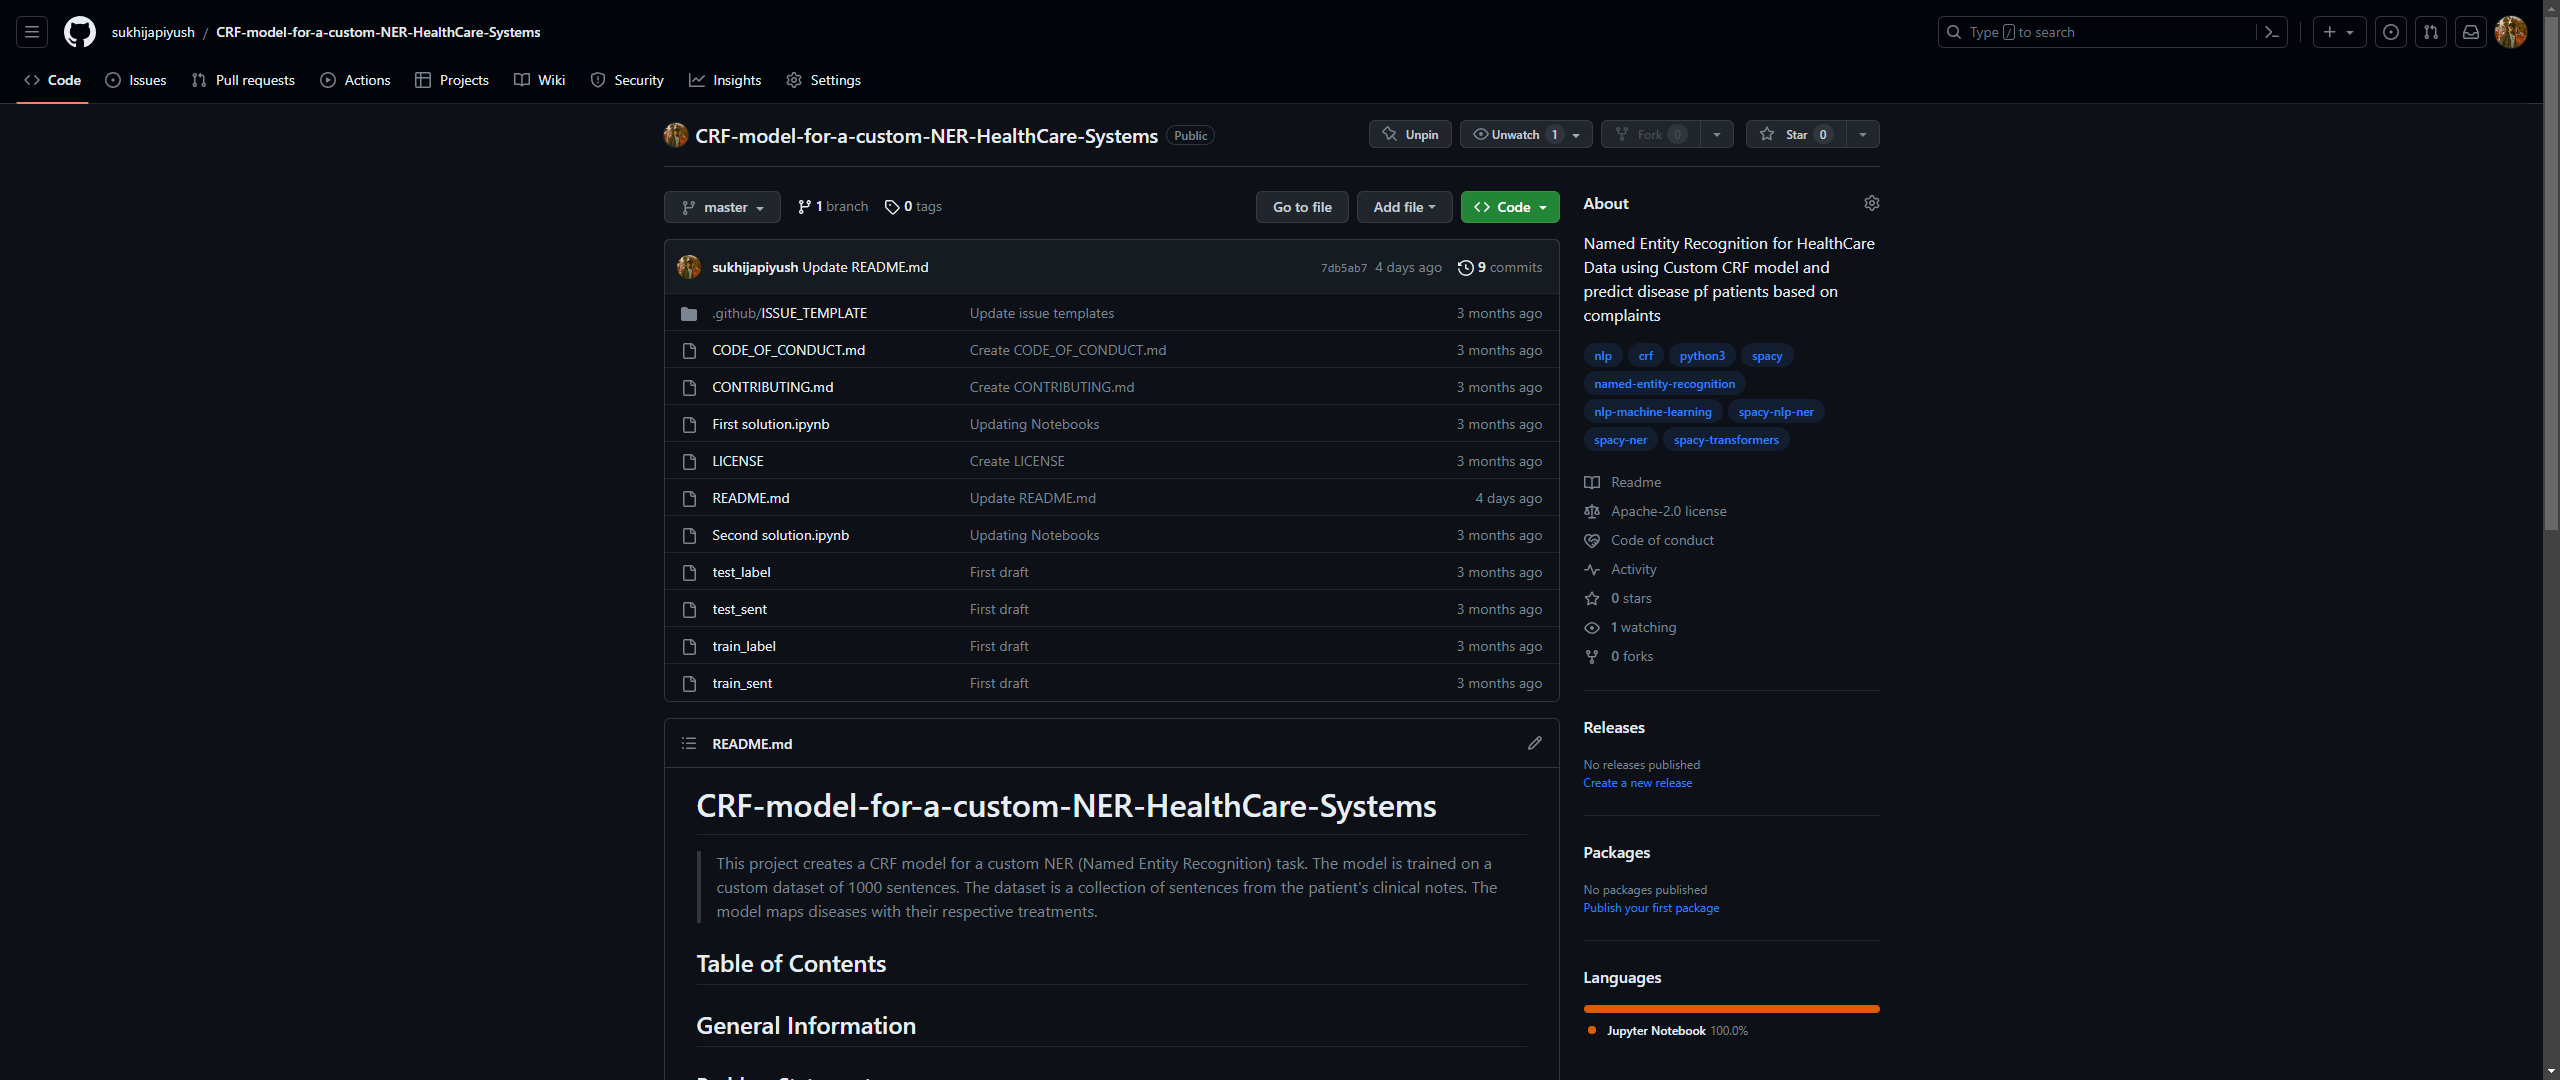 sukhijapiyush / CRF-model-for-a-custom-NER-HealthCare-Systems
Type / to search
Code Issues Pull requests Actions Projects Wiki Security Insights Settings
CRF-model-for-a-custom-NER-HealthCare-Systems Public
Unpin Unwatch 1 Fork 0 Star 0
master 1 branch 0 tags
Go to file Add file Code
sukhijapiyush Update README.md 7db5ab7 4 days ago 9 commits
.github/ISSUE_TEMPLATE Update issue templates 3 months ago
CODE_OF_CONDUCT.md Create CODE_OF_CONDUCT.md 3 months ago
CONTRIBUTING.md Create CONTRIBUTING.md 3 months ago
First solution.ipynb Updating Notebooks 3 months ago
LICENSE Create LICENSE 3 months ago
README.md Update README.md 4 days ago
Second solution.ipynb Updating Notebooks 3 months ago
test_label First draft 3 months ago
test_sent First draft 3 months ago
train_label First draft 3 months ago
train_sent First draft 3 months ago
README.md
CRF-model-for-a-custom-NER-HealthCare-Systems
This project creates a CRF model for a custom NER (Named Entity Recognition) task. The model is trained on a
custom dataset of 1000 sentences. The dataset is a collection of sentences from the patient's clinical notes. The
model maps diseases with their respective treatments.
Table of Contents
General Information
About
Named Entity Recognition for HealthCare
Data using Custom CRF model and
predict disease pf patients based on
complaints
nlp crf python3 spacy
named-entity-recognition
nlp-machine-learning spacy-nlp-ner
spacy-ner spacy-transformers
Readme
Apache-2.0 license
Code of conduct
Activity
0 stars
1 watching
0 forks
Releases
No releases published
Create a new release
Packages
No packages published
Publish your first package
Languages
Jupyter Notebook 100.0%